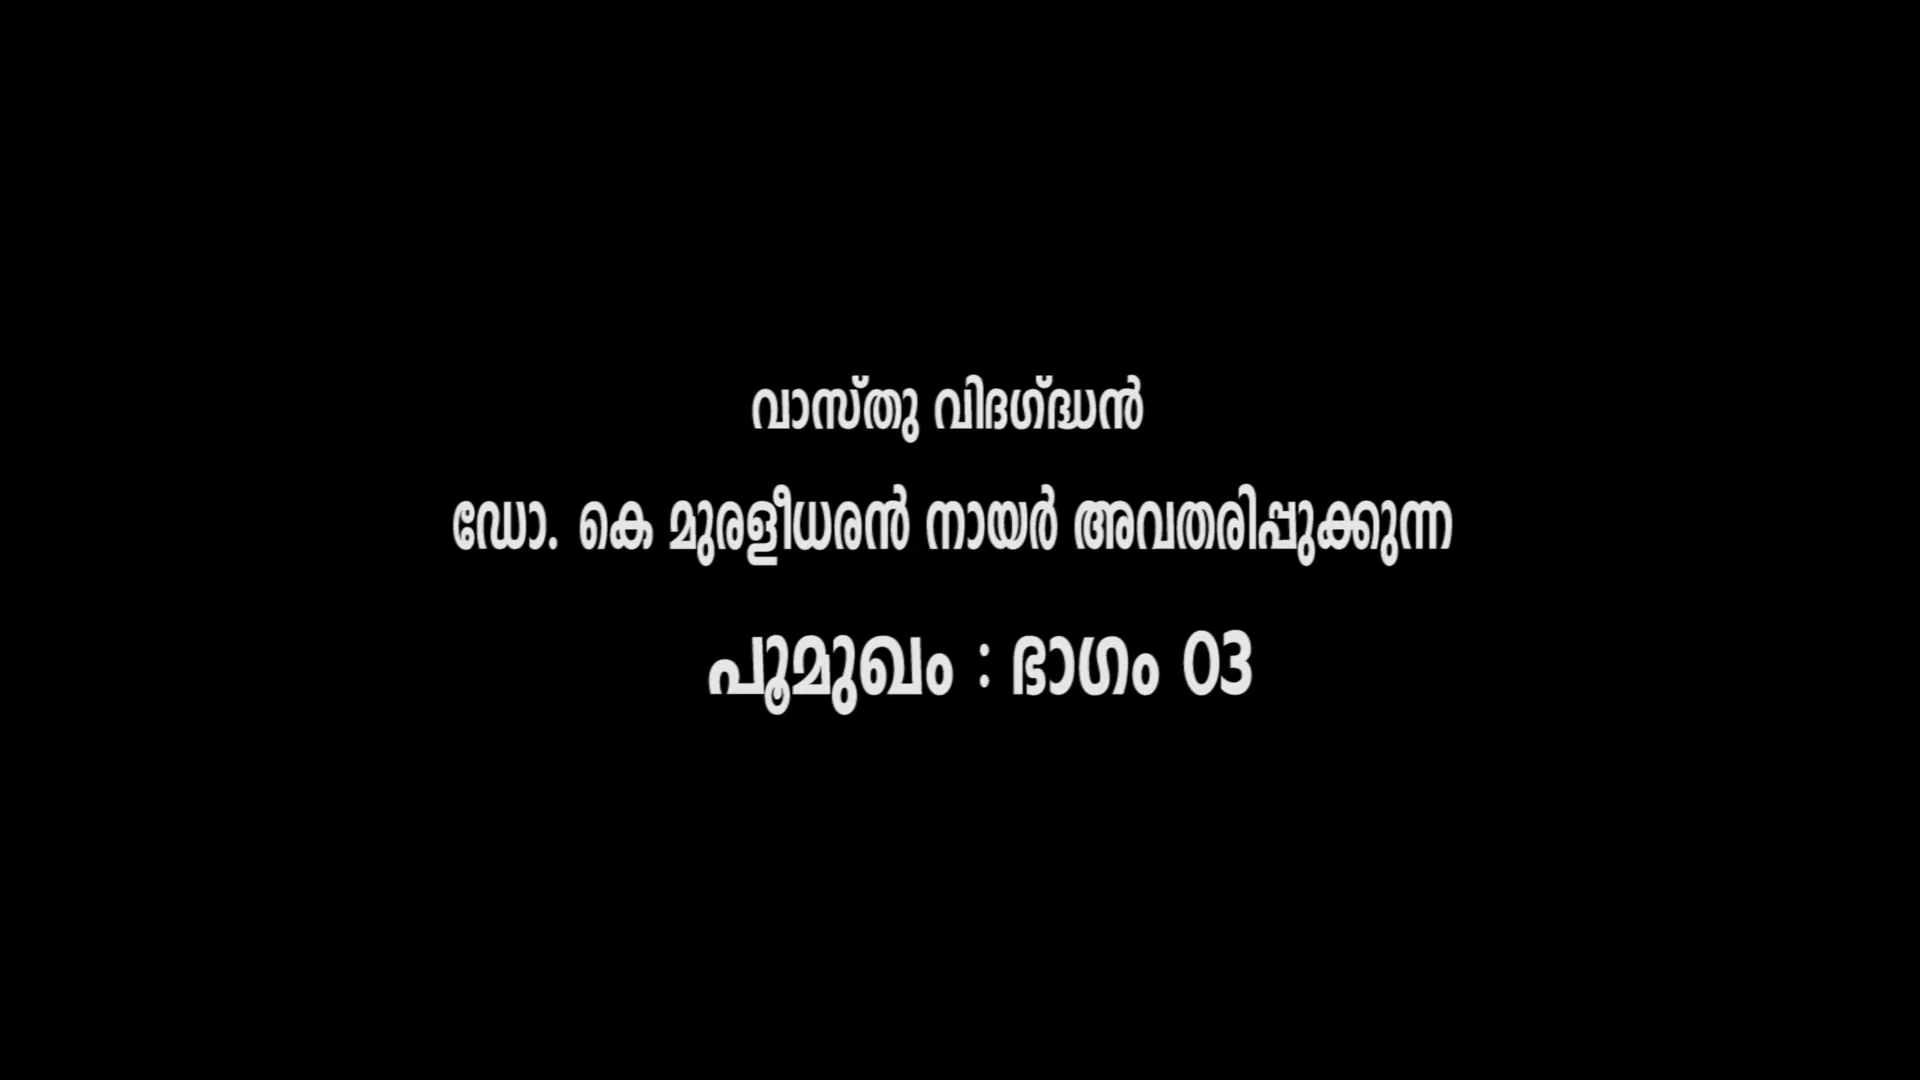 വാസ്തു വിദഗ്ദ്ധൻ
ഡോ. കെ മുരളീധരൻ നായർ അവതരിപ്പുക്കുന്ന
പൂമുഖം : ഭാഗം 03